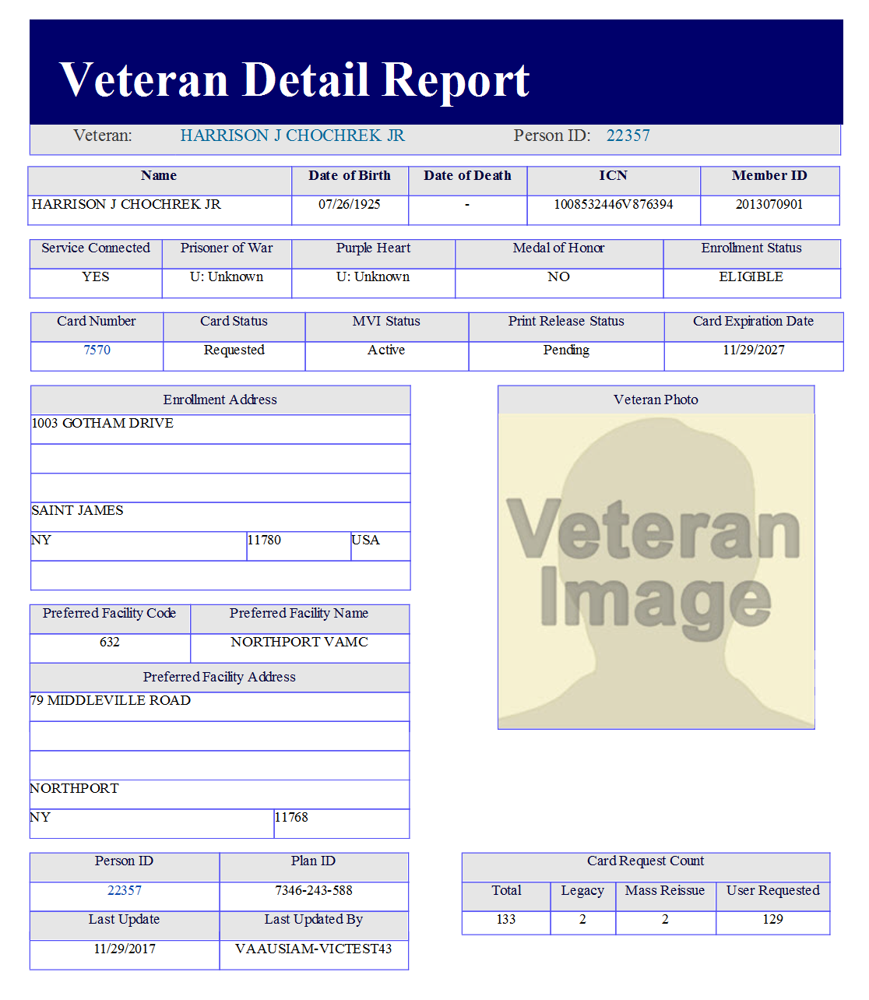 Veteran Detail Report
Veteran: HARRISON J CHOCHREK JR Person ID: 22357
Name Date of Birth Date of Death ICN Member ID
HARRISON J CHOCHREK JR 07/26/1925 - 1008532446V876394 2013070901
Service Connected Prisoner of War Purple Heart Medal of Honor Enrollment Status
YES U: Unknown U: Unknown NO ELIGIBLE
Card Number Card Status MVI Status Print Release Status Card Expiration Date
7570 Requested Active Pending 11/29/2027
Enrollment Address
1003 GOTHAM DRIVE
SAINT JAMES
NY 11780 USA
Veteran Photo
Veteran
Image
Preferred Facility Code Preferred Facility Name
632 NORTHPORT VAMC
Preferred Facility Address
79 MIDDLEVILLE ROAD
NORTHPORT
NY 11768
Person ID Plan ID
22357 7346-243-588
Last Update Last Updated By
11/29/2017 VAAUSIAM-VICTEST43
Card Request Count
Total Legacy Mass Reissue User Requested
133 2 2 129